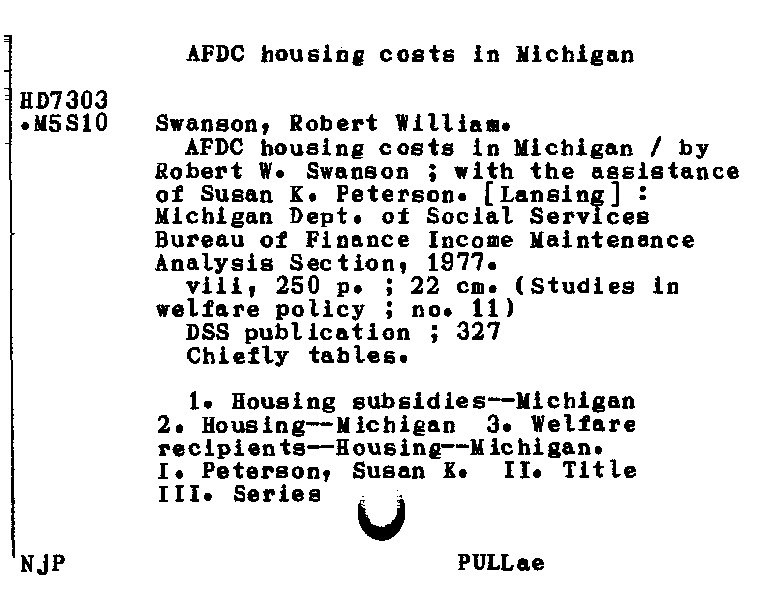 AFDC housing costs in Michigan
HD7303
.M5S10 Swanson, Robert William.
AFDC housing costs in Michigan / by
Robert W. Swanson ; with the assistance
of Susan K. Peterson. [Lansing] :
Michigan Dept. of Social Services
Bureau of Finance Income Maintenance
Analysis Section, 1977.
viii, 250 p. ; 22 cm. (Studies in
welfare policy ; no. 11)
DSS publication ; 327
Chiefly tables.
1. Housing subsidies--Michigan
2. Housing--Michigan 3. Welfare
recipients--Housing--Michigan.
I. Peterson, Susan K. II. Title
III. Series
NjP PULLae